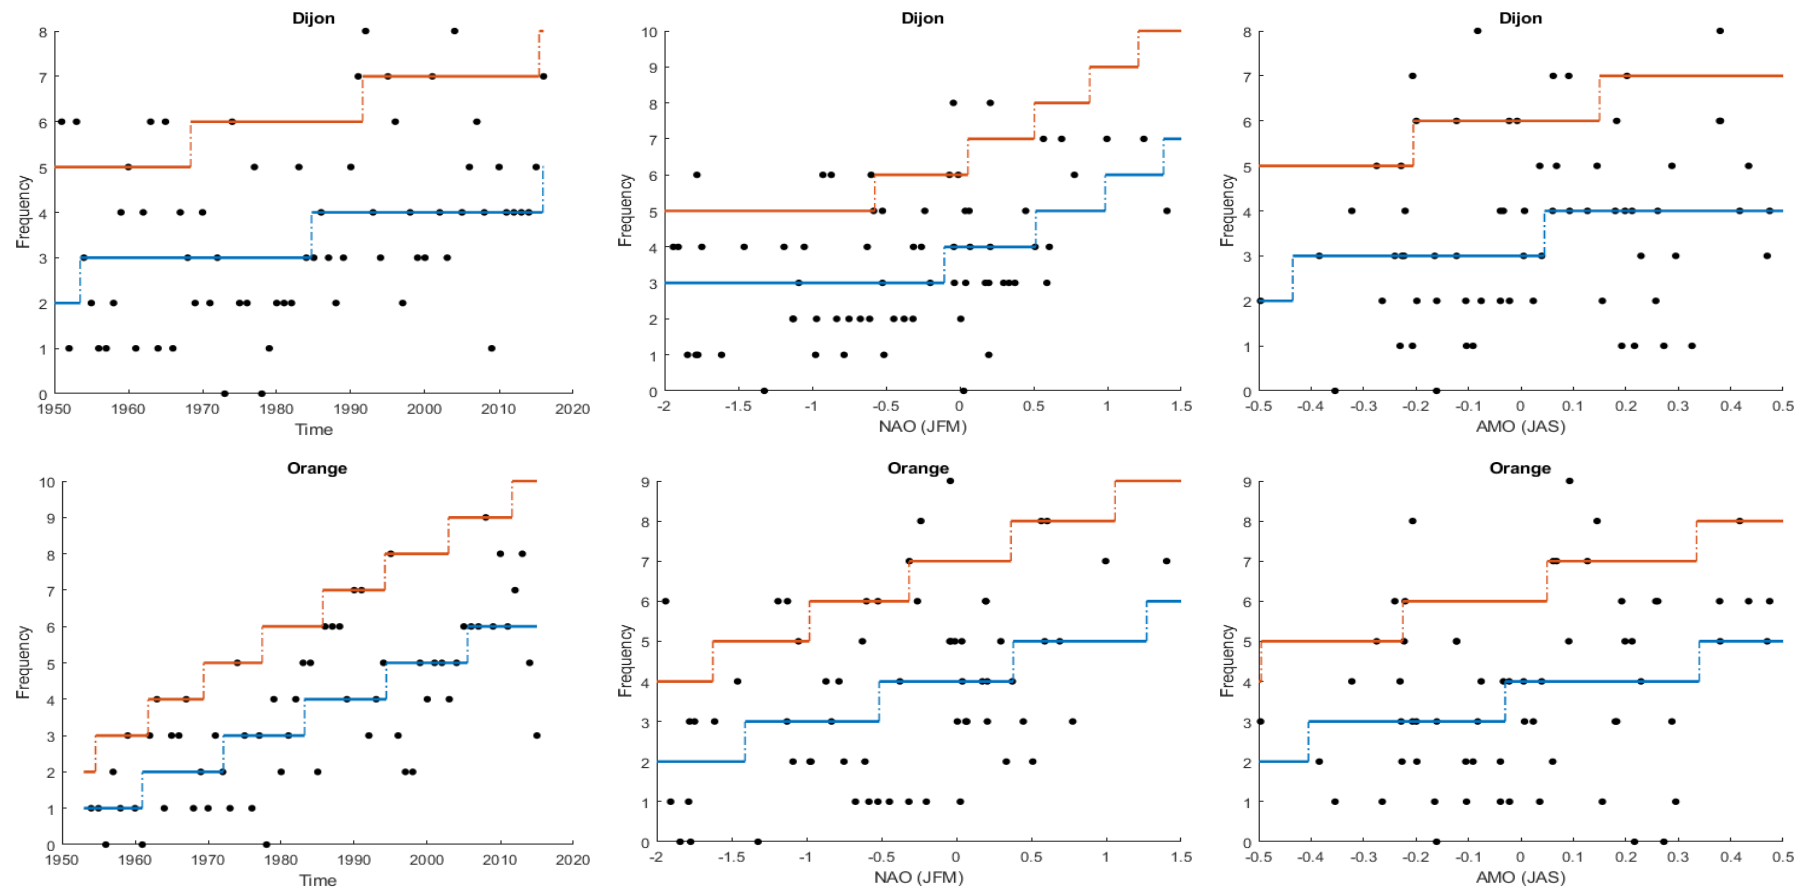 Dijon Dijon Dijon
8 7 6 5 4 3 2 1 0
Frequency
1950 1960 1970 1980 1990 2000 2010 2020
Time
10 9 8 7 6 5 4 3 2 1 0
Frequency
-2 -1.5 -1 -0.5 0 0.5 1 1.5
NAO (JFM)
8 7 6 5 4 3 2 1 0
Frequency
-0.5 -0.4 -0.3 -0.2 -0.1 0 0.1 0.2 0.3 0.4 0.5
AMO (JAS)
Orange Orange Orange
10 9 8 7 6 5 4 3 2 1 0
Frequency
1950 1960 1970 1980 1990 2000 2010 2020
Time
9 8 7 6 5 4 3 2 1 0
Frequency
-2 -1.5 -1 -0.5 0 0.5 1 1.5
NAO (JFM)
9 8 7 6 5 4 3 2 1 0
Frequency
-0.5 -0.4 -0.3 -0.2 -0.1 0 0.1 0.2 0.3 0.4 0.5
AMO (JAS)